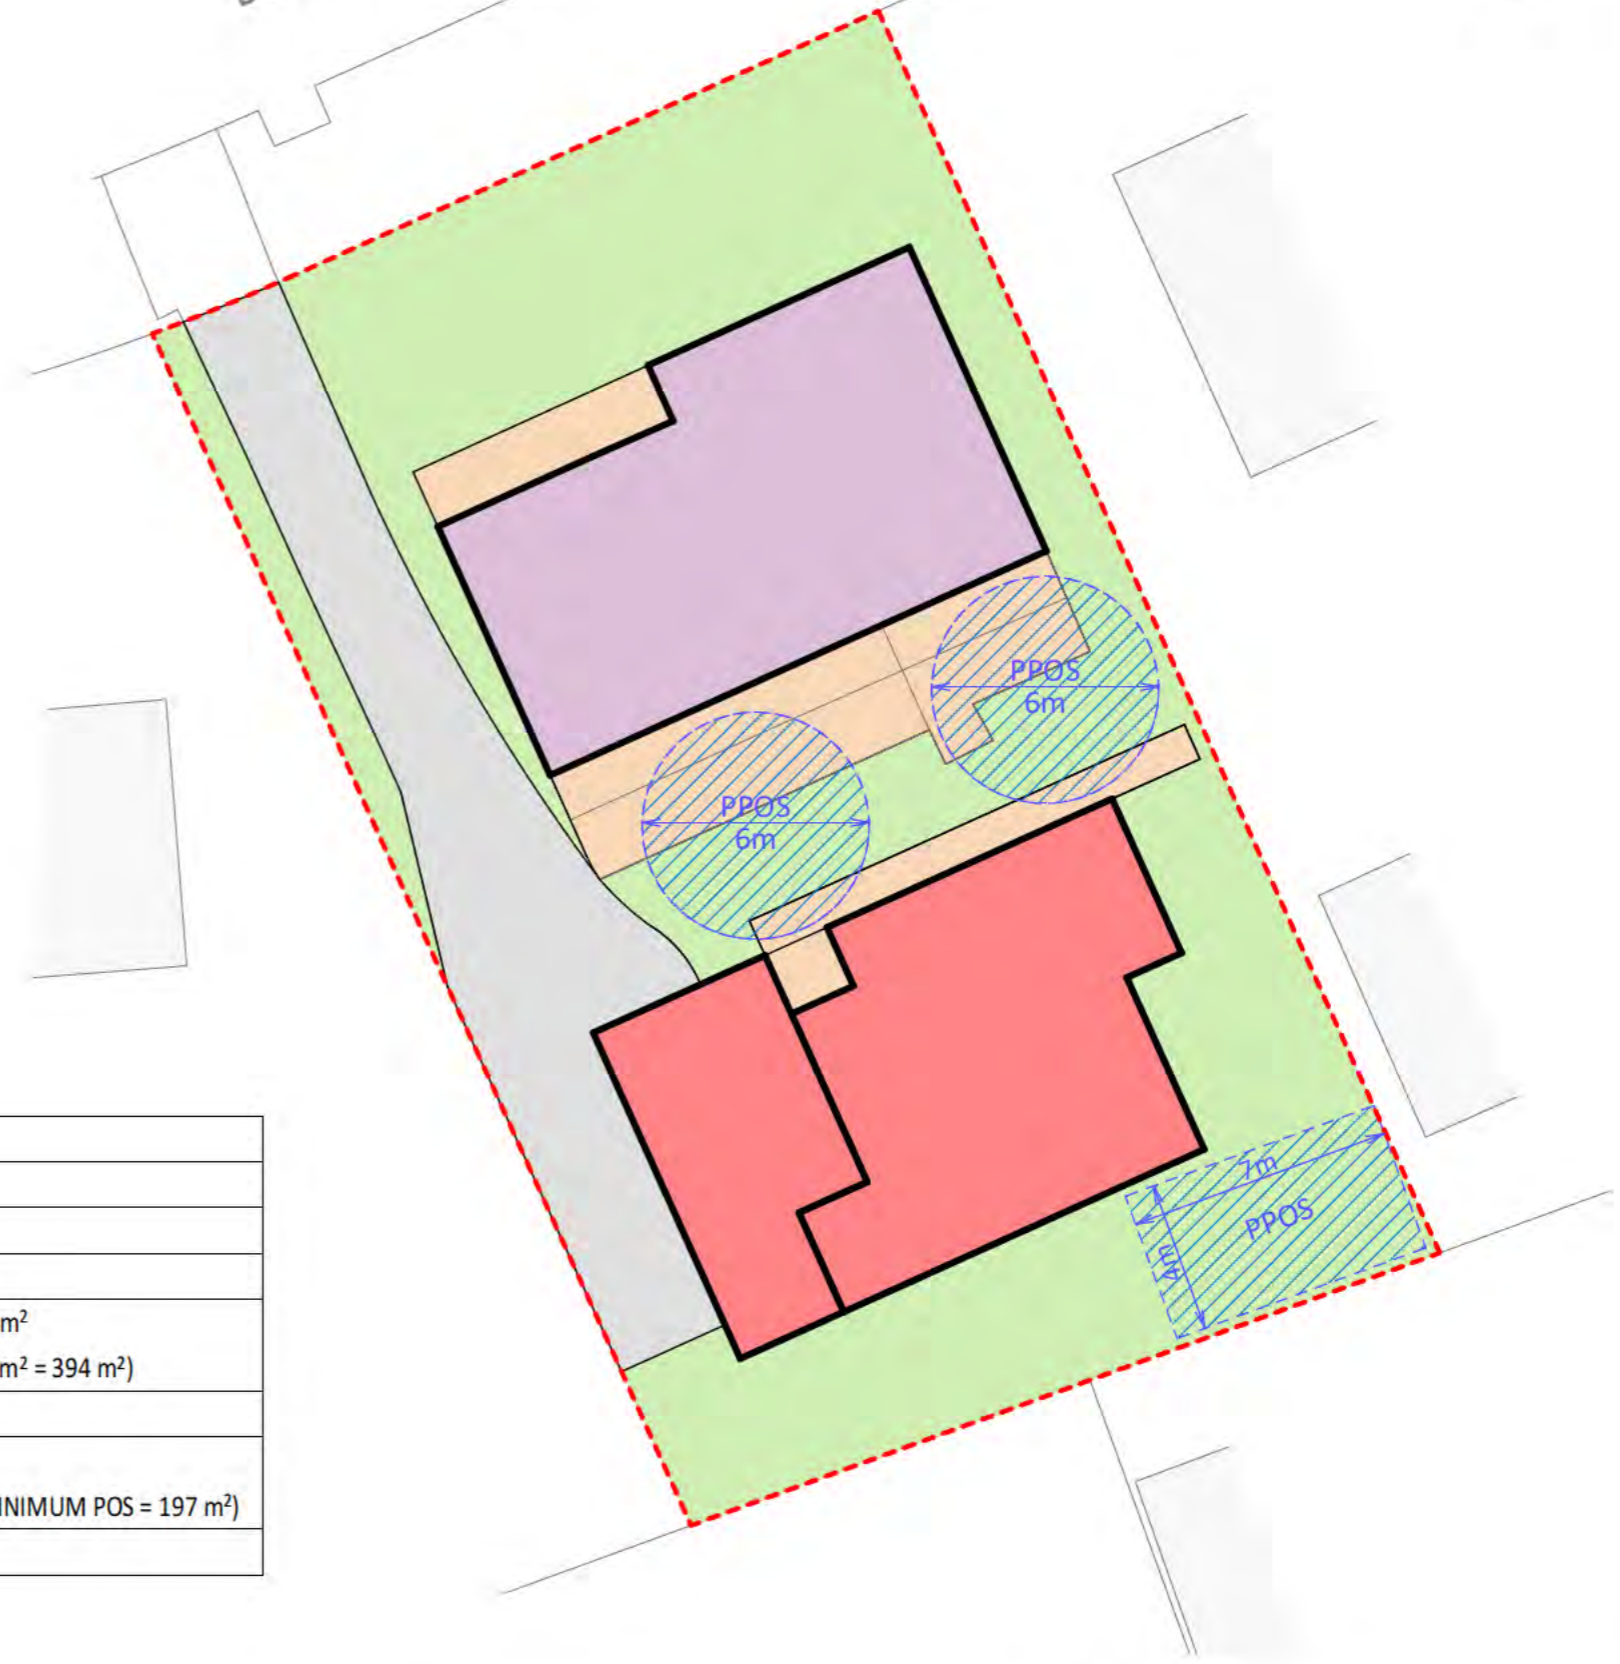 PPOS
6m
PPOS
6m
7m
PPOS
4m
m²
m² = 394 m²)
INIMUM POS = 197 m²)